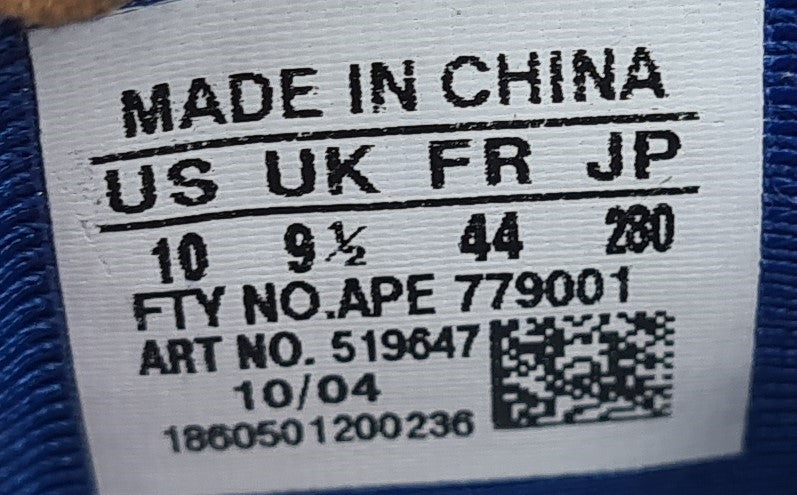 MADE IN CHINA
US UK FR JP
10 9½ 44 280
FTY NO.APE 779001
ART NO. 519647
10/04
1860501200236